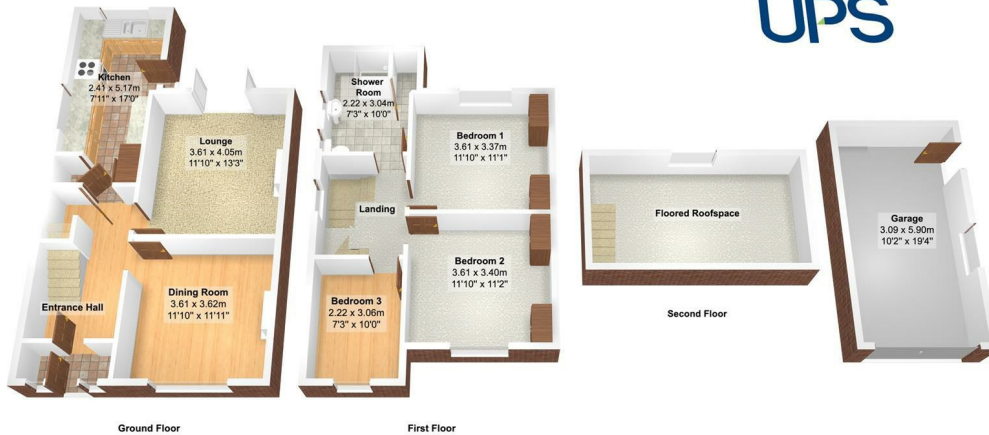 UPS
Kitchen
2.41 x 5.17m
7'11" x 17'0"
Lounge
3.61 x 4.05m
11'10" x 13'3"
Dining Room
3.61 x 3.62m
11'10" x 11'11"
Entrance Hall
Ground Floor
Shower
Room
2.22 x 3.04m
7'3" x 10'0"
Bedroom 1
3.61 x 3.37m
11'10" x 11'1"
Landing
Bedroom 2
3.61 x 3.40m
11'10" x 11'2"
Bedroom 3
2.22 x 3.06m
7'3" x 10'0"
First Floor
Floored Roofspace
Second Floor
Garage
3.09 x 5.90m
10'2" x 19'4"